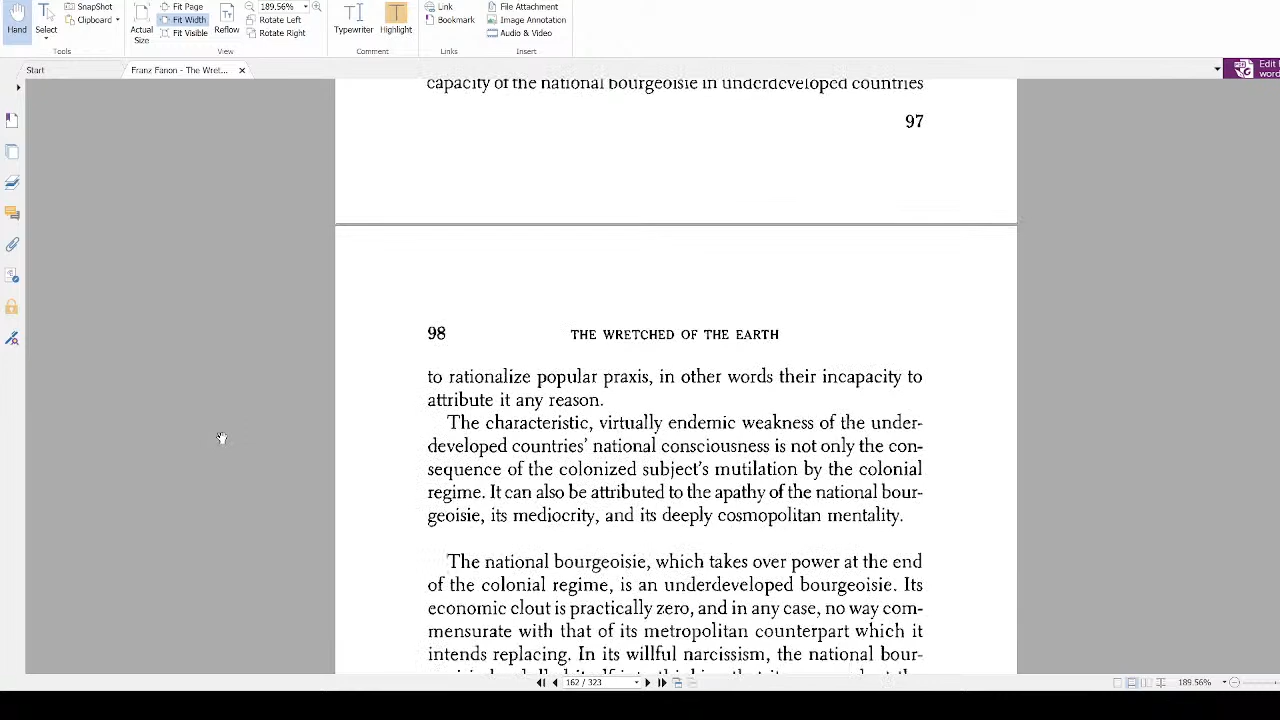 Hand
Select
SnapShot
Clipboard
Tools
Actual
Size
Fit Page
Fit Width
Fit Visible
Reflow
189.56%
Rotate Left
Rotate Right
View
Typewriter
Highlight
Comment
Link
Bookmark
Links
File Attachment
Image Annotation
Audio & Video
Insert
Start
Franz Fanon - The Wret...
Edit
word
capacity of the national bourgeoisie in underdeveloped countries
97
98
THE WRETCHED OF THE EARTH
to rationalize popular praxis, in other words their incapacity to
attribute it any reason.
The characteristic, virtually endemic weakness of the under-
developed countries' national consciousness is not only the con-
sequence of the colonized subject's mutilation by the colonial
regime. It can also be attributed to the apathy of the national bour-
geoisie, its mediocrity, and its deeply cosmopolitan mentality.
The national bourgeoisie, which takes over power at the end
of the colonial regime, is an underdeveloped bourgeoisie. Its
economic clout is practically zero, and in any case, no way com-
mensurate with that of its metropolitan counterpart which it
intends replacing. In its willful narcissism, the national bour-
162 / 323
189.56%